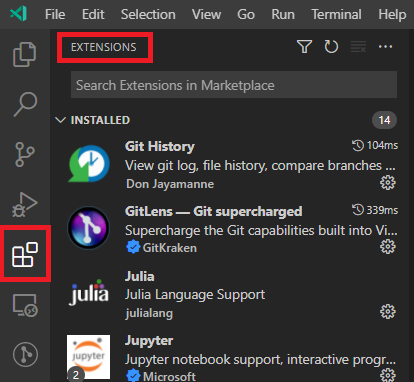 File Edit Selection View Go Run Terminal Help
EXTENSIONS
Search Extensions in Marketplace
INSTALLED 14
Git History 104ms
View git log, file history, compare branches ...
Don Jayamanne
GitLens — Git supercharged 339ms
Supercharge the Git capabilities built into Vi...
GitKraken
julia
Julia
Julia Language Support
julialang
jupyter
2
Jupyter
Jupyter notebook support, interactive progr...
Microsoft